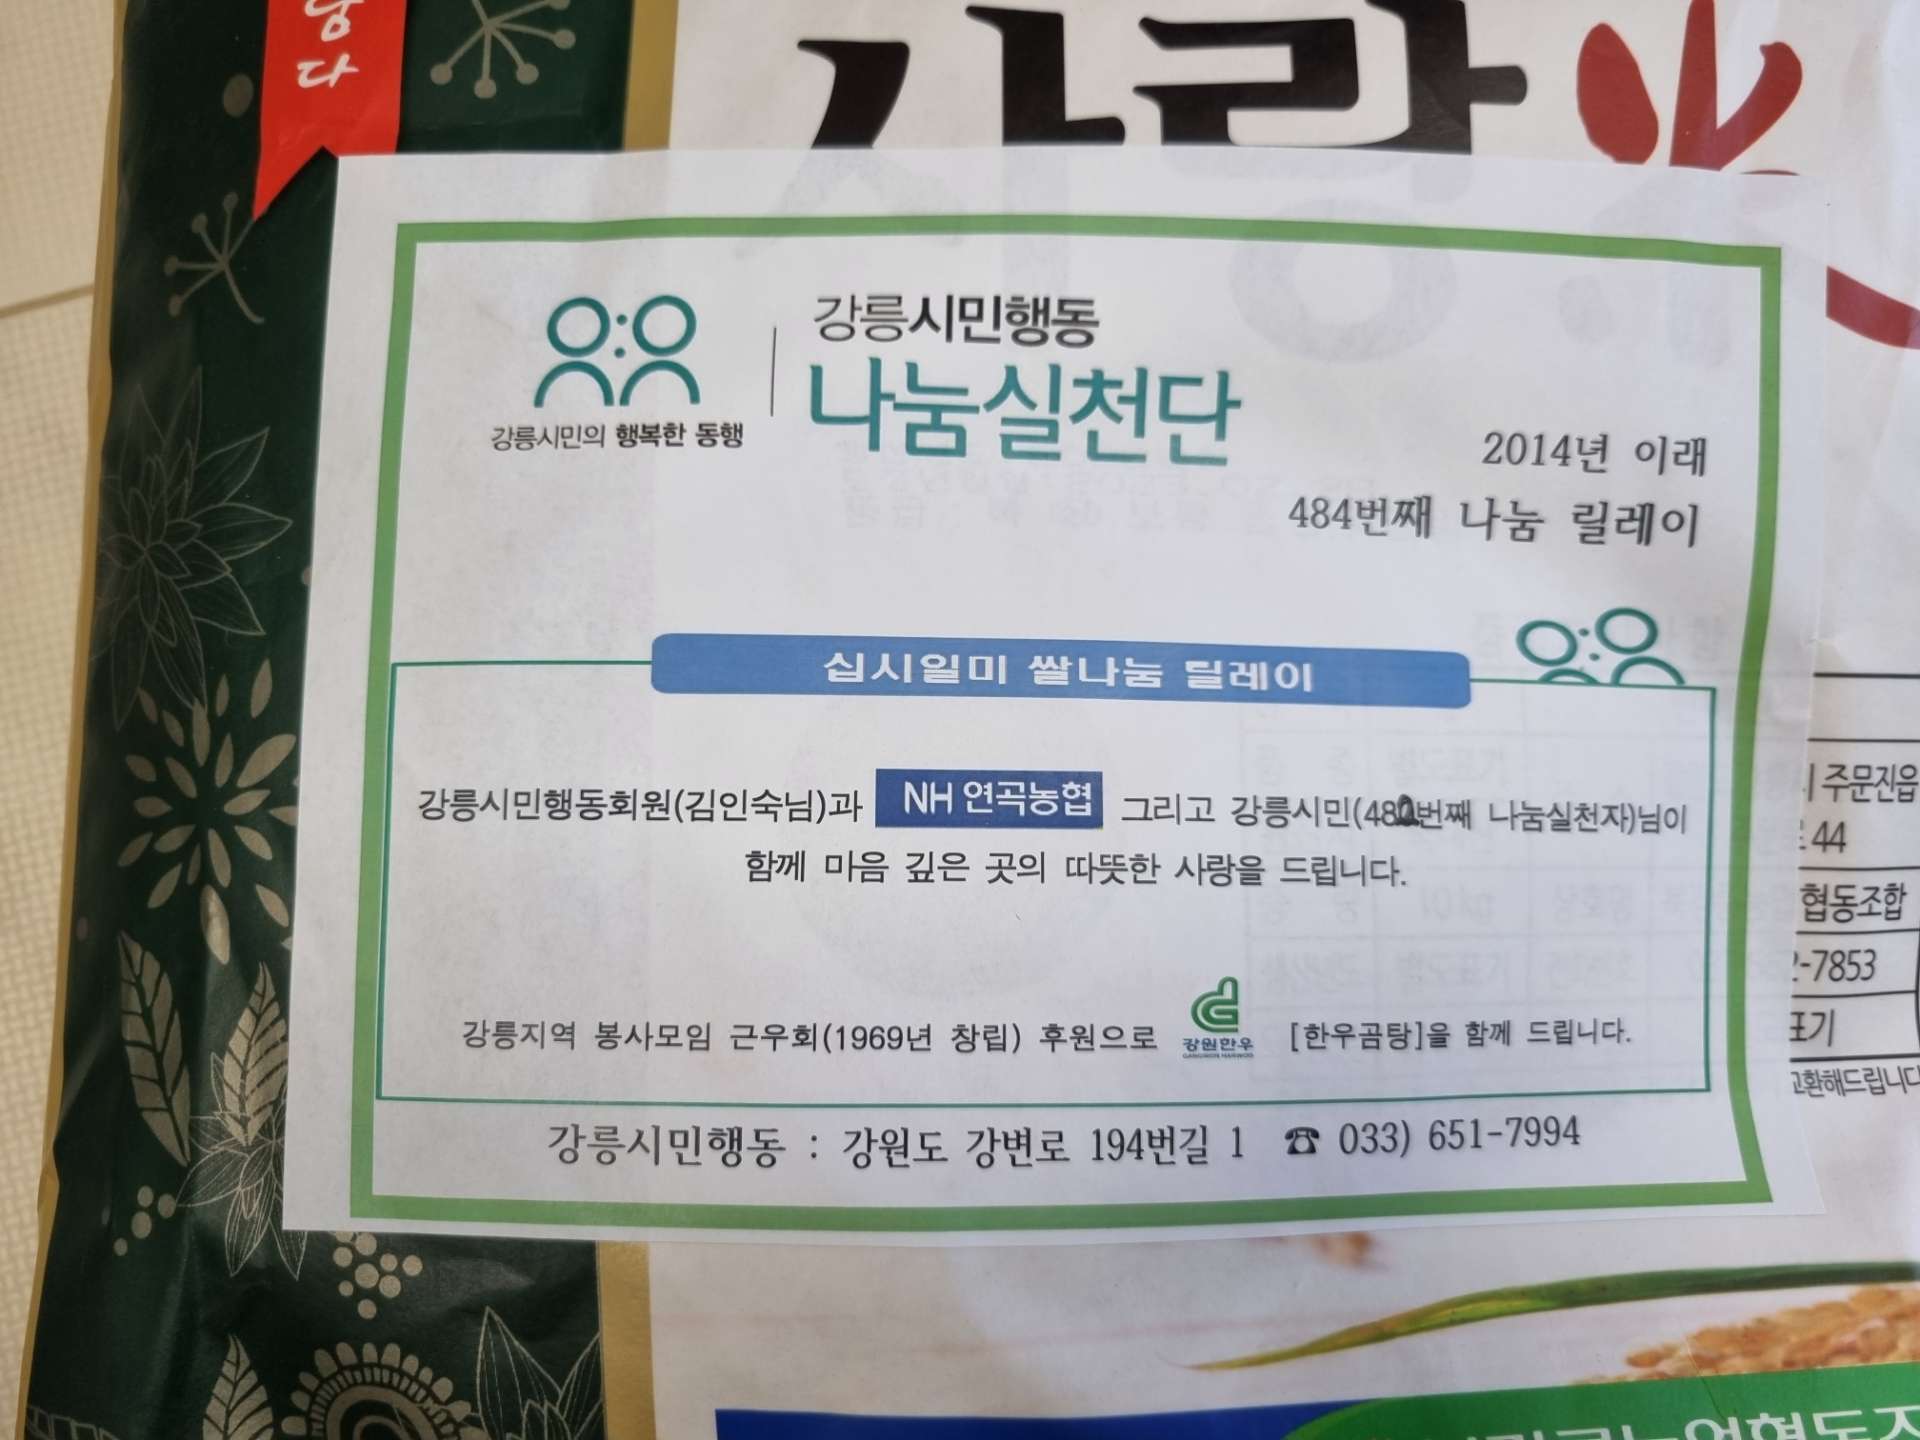 다
사랑
강릉시민의 행복한 동행
강릉시민행동
나눔실천단
2014년 이래
484번째 나눔 릴레이
십시일미 쌀나눔 릴레이
강릉시민행동회원(김인숙님)과 NH 연곡농협 그리고 강릉시민(482번째 나눔실천자)님이
함께 마음 깊은 곳의 따뜻한 사랑을 드립니다.
강릉지역 봉사모임 근우회(1969년 창립) 후원으로 강원한우 GANGWON HANWOO [한우곰탕]을 함께 드립니다.
강릉시민행동 : 강원도 강변로 194번길 1 ☎ 033) 651-7994
주문진읍
44
협동조합
-7853
표기
교환해드립니다